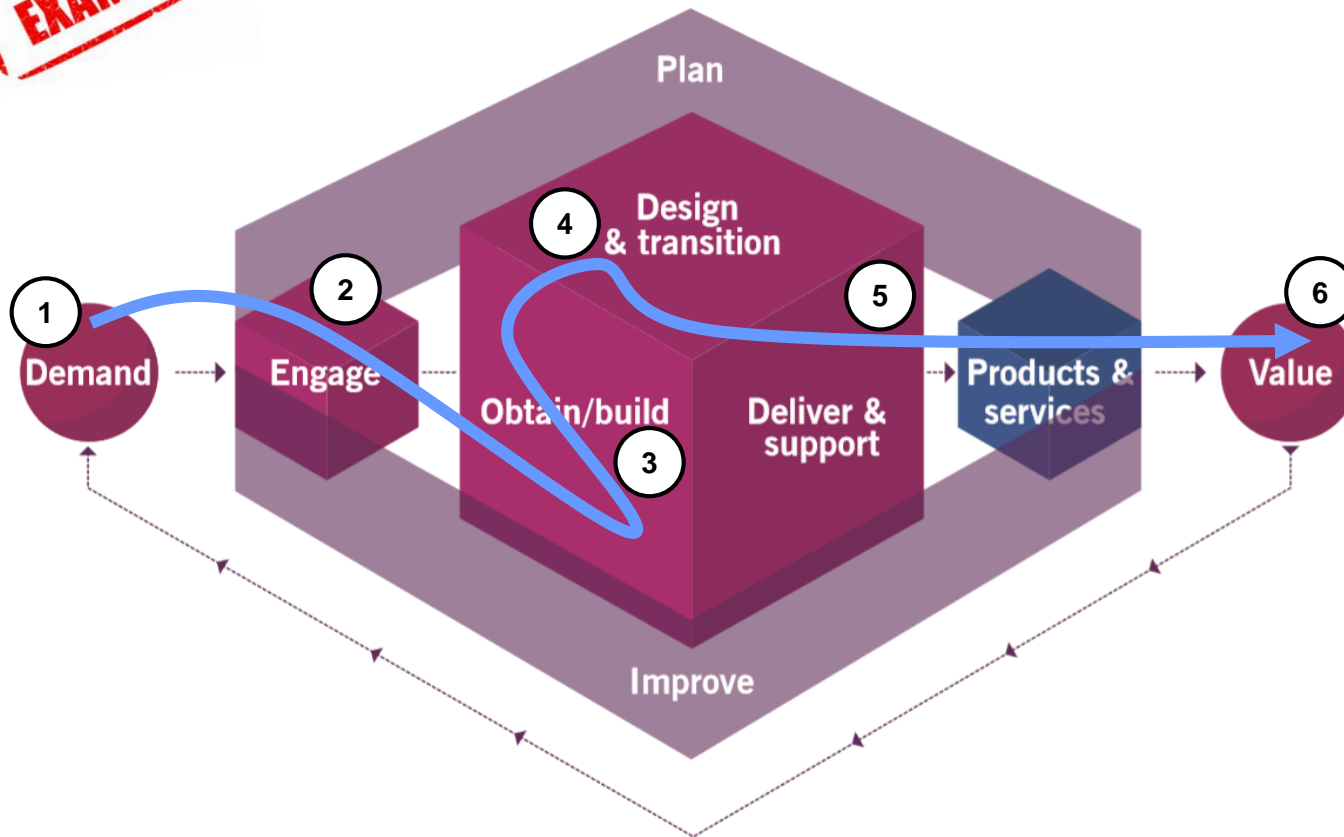 Plan
Design
& transition
4
2
5
6
1
Demand
Engage
Products &
services
Value
Obtain/build
Deliver &
support
3
Improve